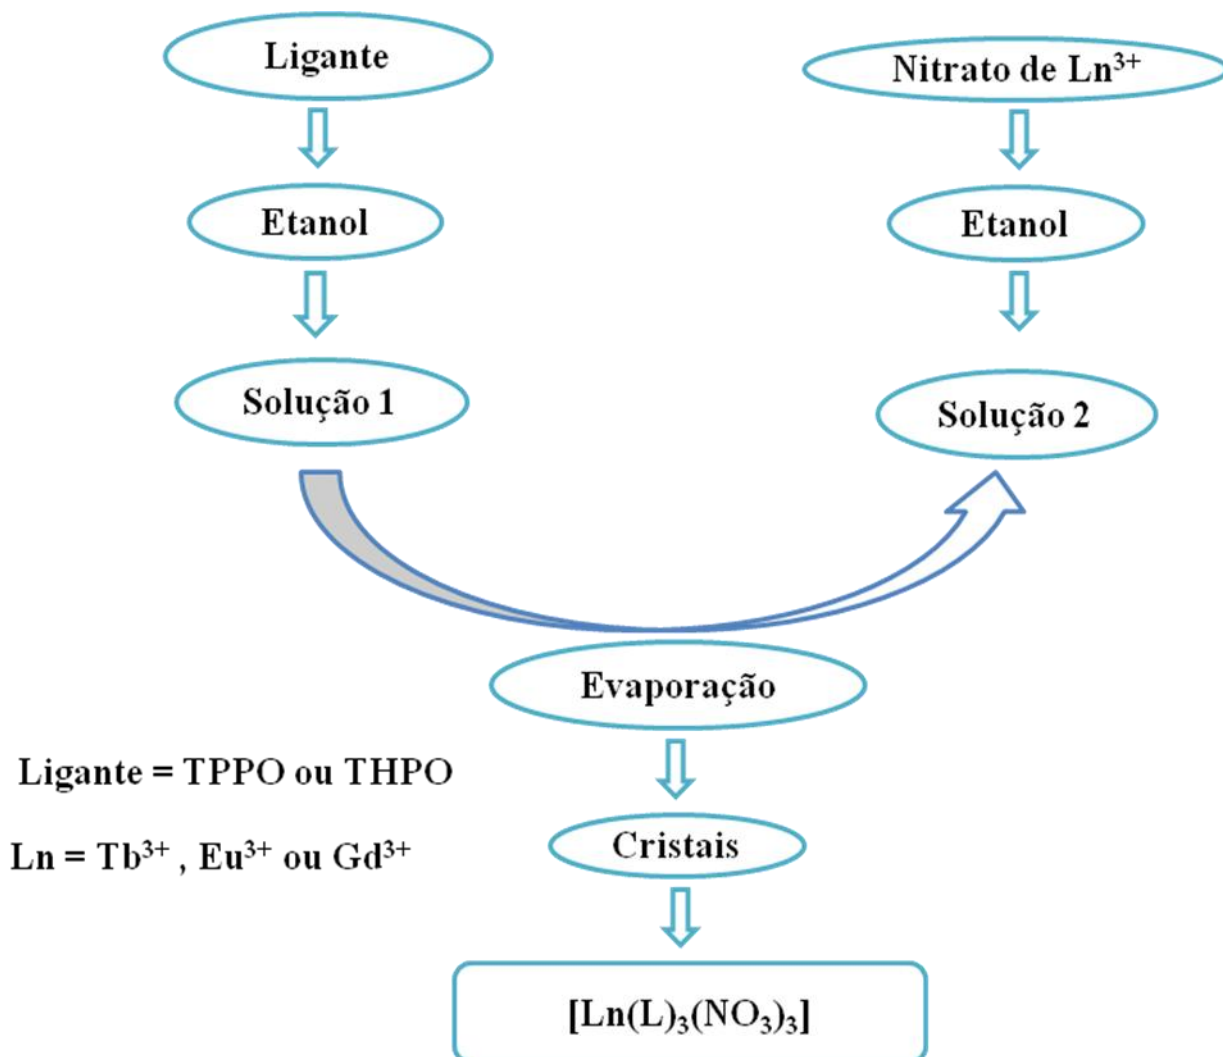 Ligante
Nitrato de Ln³⁺
Etanol
Etanol
Solução 1
Solução 2
Evaporação
Ligante = TPPO ou THPO
Cristais
Ln = Tb³⁺ , Eu³⁺ ou Gd³⁺
[Ln(L)₃(NO₃)₃]